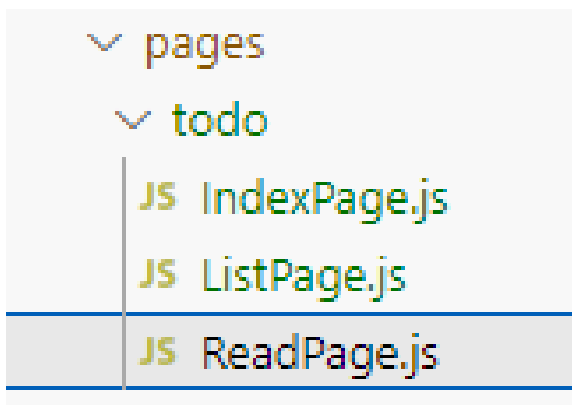 pages
todo
JS IndexPage.js
JS ListPage.js
JS ReadPage.js